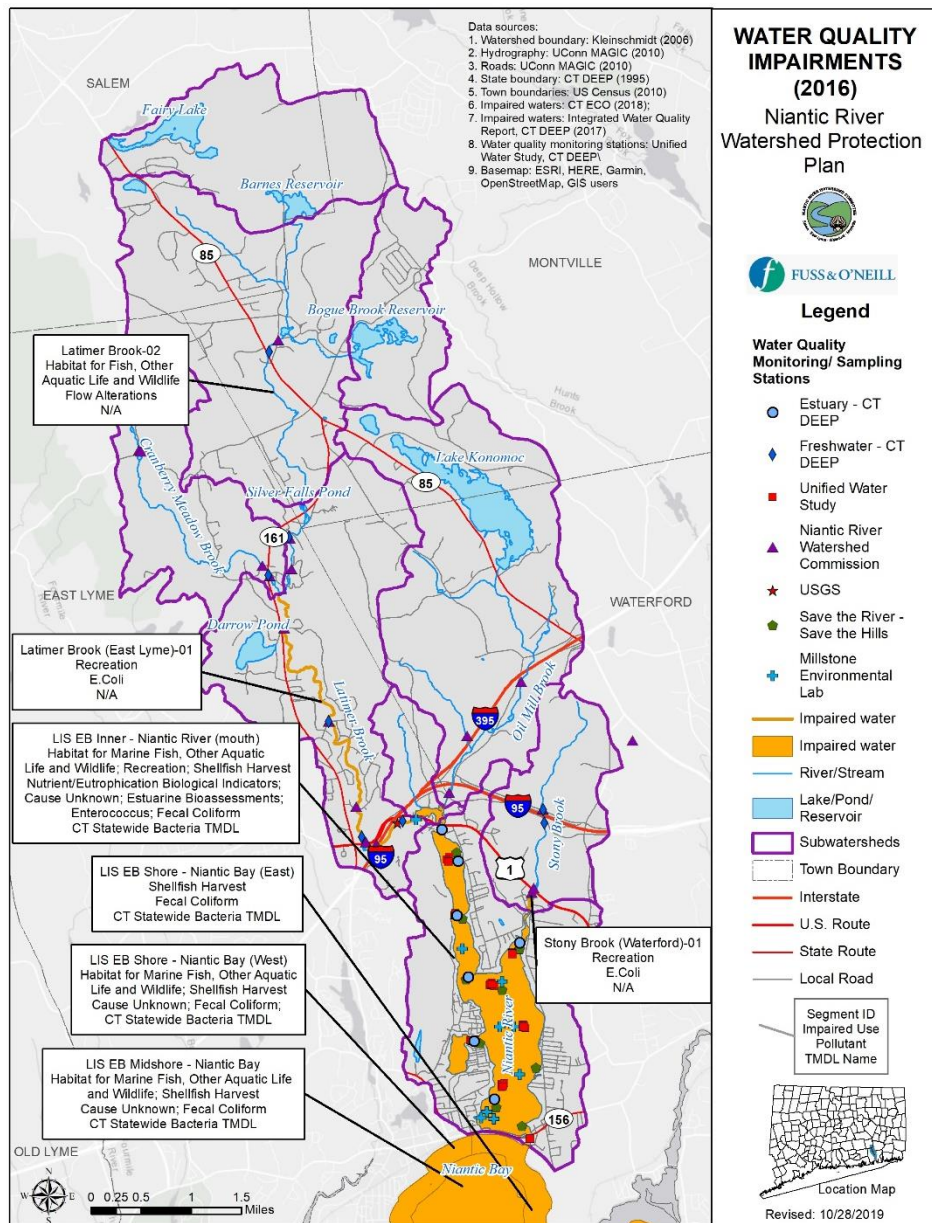 Data sources:
1. Watershed boundary: Kleinschmidt (2006)
2. Hydrography: UConn MAGIC (2010)
3. Roads: UConn MAGIC (2010)
4. State boundary: CT DEEP (1995)
5. Town boundaries: US Census (2010)
6. Impaired waters: CT ECO (2018);
7. Impaired waters: Integrated Water Quality
Report, CT DEEP (2017)
8. Water quality monitoring stations: Unified
Water Study, CT DEEP\
9. Basemap: ESRI, HERE, Garmin,
OpenStreetMap, GIS users
SALEM
Fairy Lake
Barnes Reservoir
85
MONTVILLE
Deep Hollow
Brook
Bogue Brook Reservoir
Latimer Brook-02
Habitat for Fish, Other
Aquatic Life and Wildlife
Flow Alterations
N/A
Hunts
Brook
Cranberry Meadow Brook
Lake Konomoc
85
Silver Falls Pond
161
EAST LYME
Fourmile
River
WATERFORD
Darrow Pond
Latimer Brook (East Lyme)-01
Recreation
E.Coli
N/A
Latimer Brook
Oil Mill Brook
395
LIS EB Inner - Niantic River (mouth)
Habitat for Marine Fish, Other Aquatic
Life and Wildlife; Recreation; Shellfish Harvest
Nutrient/Eutrophication Biological Indicators;
Cause Unknown; Estuarine Bioassessments;
Enterococcus; Fecal Coliform
CT Statewide Bacteria TMDL
95
Stony Brook
95
1
LIS EB Shore - Niantic Bay (East)
Shellfish Harvest
Fecal Coliform
CT Statewide Bacteria TMDL
Stony Brook (Waterford)-01
Recreation
E.Coli
N/A
LIS EB Shore - Niantic Bay (West)
Habitat for Marine Fish, Other Aquatic
Life and Wildlife; Shellfish Harvest
Cause Unknown; Fecal Coliform;
CT Statewide Bacteria TMDL
Niantic River
LIS EB Midshore - Niantic Bay
Habitat for Marine Fish, Other Aquatic Life
and Wildlife; Shellfish Harvest
Cause Unknown; Fecal Coliform
CT Statewide Bacteria TMDL
156
OLD LYME
Niantic Bay
N
W E
S
0 0.25 0.5 1 1.5
Miles
WATER QUALITY
IMPAIRMENTS
(2016)
Niantic River
Watershed Protection
Plan
FUSS & O'NEILL
Legend
Water Quality
Monitoring/ Sampling
Stations
Estuary - CT
DEEP
Freshwater - CT
DEEP
Unified Water
Study
Niantic River
Watershed
Commission
USGS
Save the River -
Save the Hills
Millstone
Environmental
Lab
Impaired water
Impaired water
River/Stream
Lake/Pond/
Reservoir
Subwatersheds
Town Boundary
Interstate
U.S. Route
State Route
Local Road
Segment ID
Impaired Use
Pollutant
TMDL Name
Location Map
Revised: 10/28/2019